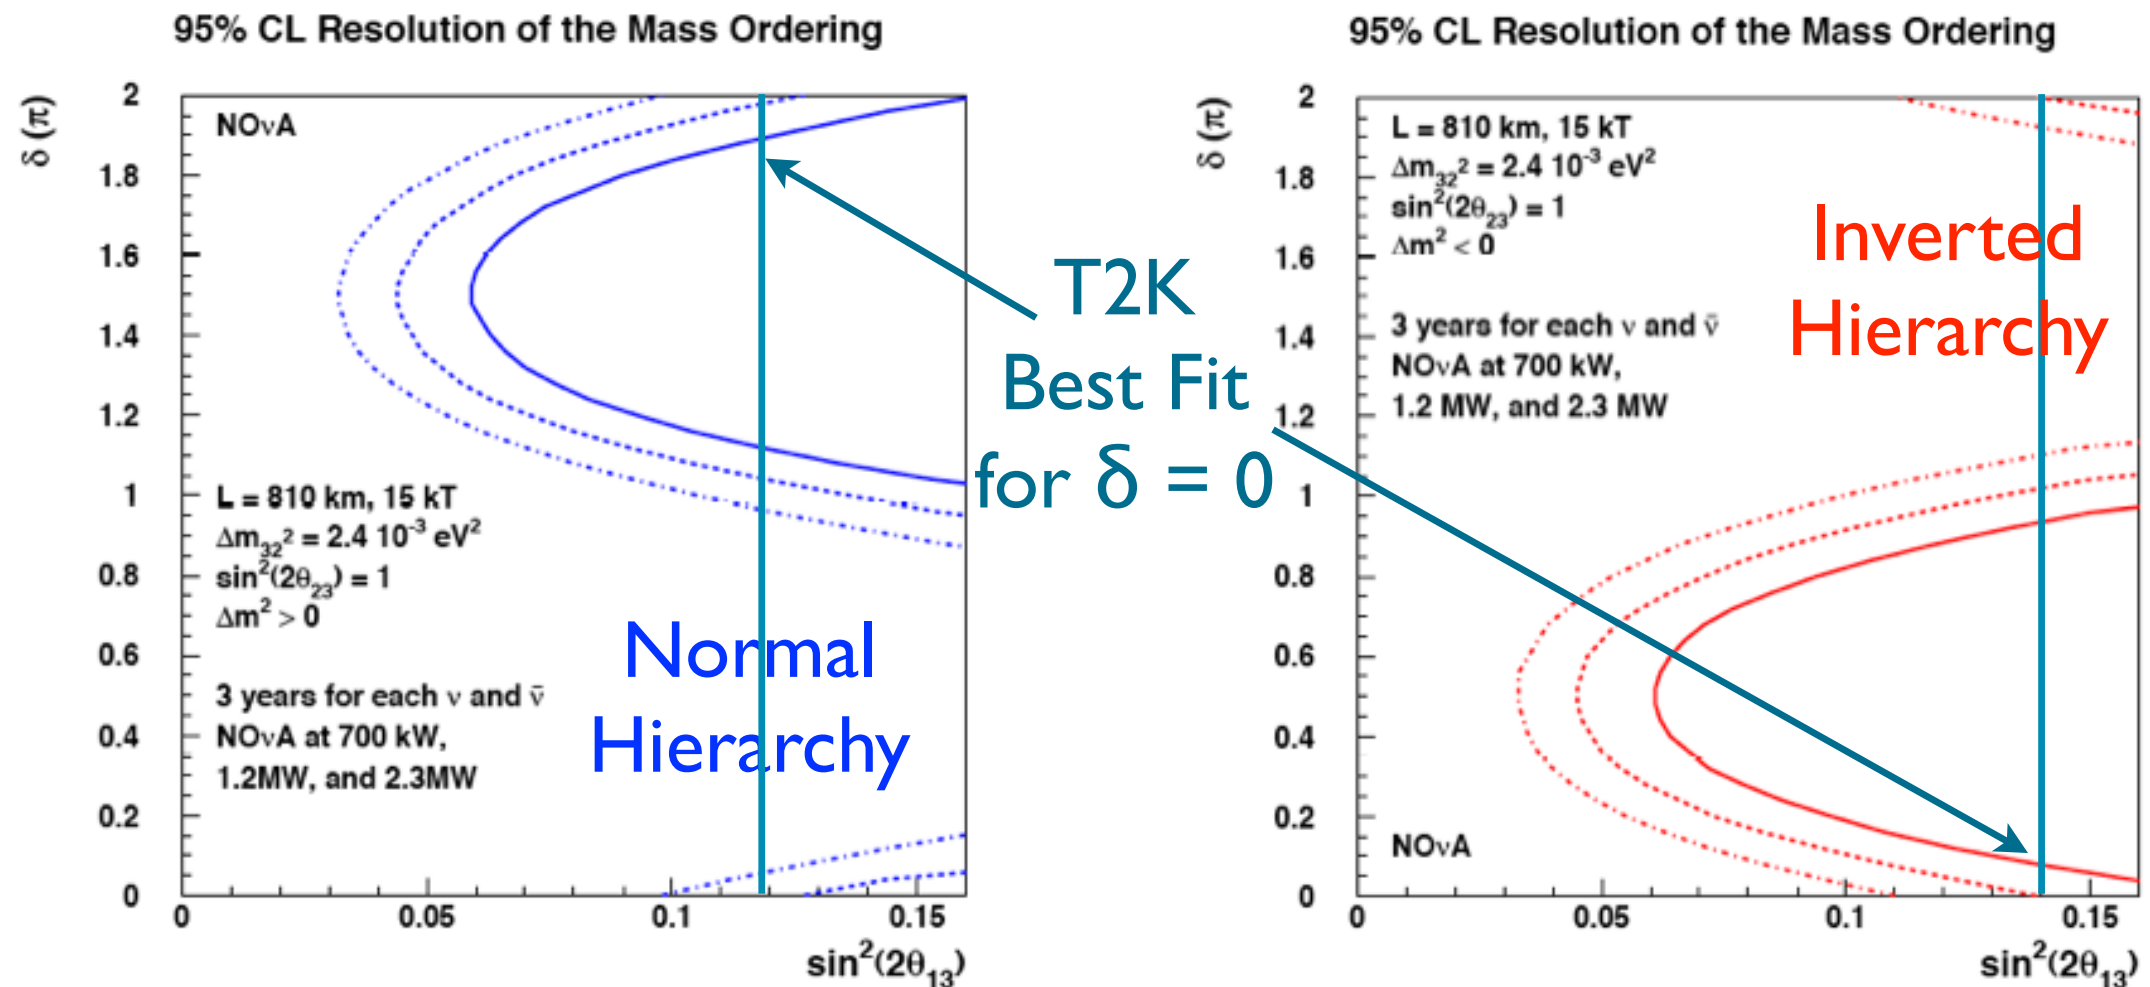 95% CL Resolution of the Mass Ordering
δ (π)
2
1.8
1.6
1.4
1.2
1
0.8
0.6
0.4
0.2
0
NOνA
L = 810 km, 15 kT
Δm₃₂² = 2.4 10⁻³ eV²
sin²(2θ₂₃) = 1
Δm² > 0
3 years for each ν and ν̄
NOνA at 700 kW,
1.2MW, and 2.3MW
Normal
Hierarchy
0 0.05 0.1 0.15
sin²(2θ₁₃)
T2K
Best Fit
for δ = 0
95% CL Resolution of the Mass Ordering
δ (π)
2
1.8
1.6
1.4
1.2
1
0.8
0.6
0.4
0.2
0
L = 810 km, 15 kT
Δm₃₂² = 2.4 10⁻³ eV²
sin²(2θ₂₃) = 1
Δm² < 0
Inverted
Hierarchy
3 years for each ν and ν̄
NOνA at 700 kW,
1.2 MW, and 2.3 MW
NOνA
0 0.05 0.1 0.15
sin²(2θ₁₃)